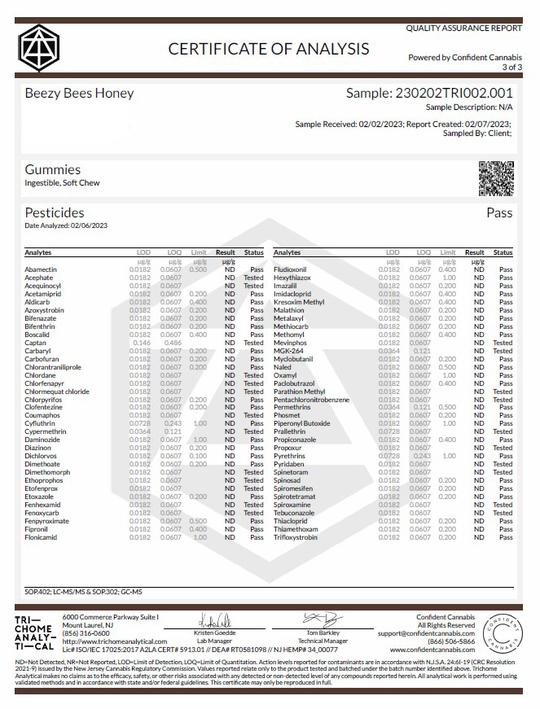 QUALITY ASSURANCE REPORT
CERTIFICATE OF ANALYSIS
Powered by Confident Cannabis
3 of 3
Beezy Bees Honey
Sample: 230202TRI002.001
Sample Description: N/A
Sample Received: 02/02/2023; Report Created: 02/07/2023;
Sampled By: Client;
Gummies
Ingestible, Soft Chew
Pesticides
Pass
Date Analyzed: 02/06/2023
Analytes LOD LOQ Limit Result Status Analytes LOD LOQ Limit Result Status
µg/g µg/g µg/g µg/g µg/g µg/g µg/g µg/g
Abamectin 0.0182 0.0607 0.500 ND Pass Fludioxonil 0.0182 0.0607 0.400 ND Pass
Acephate 0.0182 0.0607 ND Tested Hexythiazox 0.0182 0.0607 1.00 ND Pass
Acequinocyl 0.0182 0.0607 ND Tested Imazalil 0.0182 0.0607 0.200 ND Pass
Acetamiprid 0.0182 0.0607 0.200 ND Pass Imidacloprid 0.0182 0.0607 0.400 ND Pass
Aldicarb 0.0182 0.0607 0.400 ND Pass Kresoxim Methyl 0.0182 0.0607 0.400 ND Pass
Azoxystrobin 0.0182 0.0607 0.200 ND Pass Malathion 0.0182 0.0607 0.200 ND Pass
Bifenazate 0.0182 0.0607 0.200 ND Pass Metalaxyl 0.0182 0.0607 0.200 ND Pass
Bifenthrin 0.0182 0.0607 0.200 ND Pass Methiocarb 0.0182 0.0607 0.200 ND Pass
Boscalid 0.0182 0.0607 0.400 ND Pass Methomyl 0.0182 0.0607 0.400 ND Pass
Captan 0.146 0.486 ND Tested Mevinphos 0.0182 0.0607 ND Tested
Carbaryl 0.0182 0.0607 0.200 ND Pass MGK-264 0.0364 0.121 ND Tested
Carbofuran 0.0182 0.0607 0.200 ND Pass Myclobutanil 0.0182 0.0607 0.200 ND Pass
Chlorantraniliprole 0.0182 0.0607 0.200 ND Pass Naled 0.0182 0.0607 0.500 ND Pass
Chlordane 0.0182 0.0607 ND Tested Oxamyl 0.0182 0.0607 1.00 ND Pass
Chlorfenapyr 0.0182 0.0607 ND Tested Paclobutrazol 0.0182 0.0607 0.400 ND Pass
Chlormequat chloride 0.0182 0.0607 ND Tested Parathion Methyl 0.0182 0.0607 ND Tested
Chlorpyrifos 0.0182 0.0607 0.200 ND Pass Pentachloronitrobenzene 0.0182 0.0607 ND Tested
Clofentezine 0.0182 0.0607 0.200 ND Pass Permethrins 0.0364 0.121 0.500 ND Pass
Coumaphos 0.0182 0.0607 ND Tested Phosmet 0.0182 0.0607 0.200 ND Pass
Cyfluthrin 0.0728 0.243 1.00 ND Pass Piperonyl Butoxide 0.0182 0.0607 1.00 ND Pass
Cypermethrin 0.0364 0.121 ND Tested Prallethrin 0.0728 0.0607 ND Tested
Daminozide 0.0182 0.0607 1.00 ND Pass Propiconazole 0.0182 0.0607 0.400 ND Pass
Diazinon 0.0182 0.0607 0.200 ND Pass Propoxur 0.0182 0.0607 ND Tested
Dichlorvos 0.0182 0.0607 0.100 ND Pass Pyrethrins 0.0728 0.243 1.00 ND Pass
Dimethoate 0.0182 0.0607 0.200 ND Pass Pyridaben 0.0182 0.0607 ND Tested
Dimethomorph 0.0182 0.0607 ND Tested Spinetoram 0.0182 0.0607 ND Tested
Ethoprophos 0.0182 0.0607 ND Tested Spinosad 0.0182 0.0607 0.200 ND Pass
Etofenprox 0.0182 0.0607 ND Tested Spiromesifen 0.0182 0.0607 0.200 ND Pass
Etoxazole 0.0182 0.0607 0.200 ND Pass Spirotetramat 0.0182 0.0607 0.200 ND Pass
Fenhexamid 0.0182 0.0607 ND Tested Spiroxamine 0.0182 0.0607 ND Tested
Fenoxycarb 0.0182 0.0607 ND Tested Tebuconazole 0.0182 0.0607 ND Tested
Fenpyroximate 0.0182 0.0607 0.500 ND Pass Thiacloprid 0.0182 0.0607 0.200 ND Pass
Fipronil 0.0182 0.0607 0.400 ND Pass Thiamethoxam 0.0182 0.0607 0.200 ND Pass
Flonicamid 0.0182 0.0607 1.00 ND Pass Trifloxystrobin 0.0182 0.0607 0.200 ND Pass
SOP.402; LC-MS/MS & SOP.302; GC-MS
TRI—
CHOME
ANALY—
TI—CAL
6000 Commerce Parkway Suite I
Mount Laurel, NJ
(856) 316-0600
http://www.trichomeanalytical.com
Lic# ISO/IEC 17025:2017 A2LA CERT# 5913.01 // DEA# RT0581098 // NJ HEMP# 34_00077
Kristen Goedde
Lab Manager
Tom Barkley
Technical Manager
Confident Cannabis
All Rights Reserved
support@confidentcannabis.com
(866) 506-5866
www.confidentcannabis.com
CONFIDENT CANNABIS
ND=Not Detected, NR=Not Reported, LOD=Limit of Detection, LOQ=Limit of Quantitation. Action levels reported for contaminants are in accordance with N.J.S.A. 24:6I-19 (CRC Resolution
2021-9) issued by the New Jersey Cannabis Regulatory Commission. Values reported relate only to the product tested and batched under the batch number identified above. Trichome
Analytical makes no claims as to the efficacy, safety, or other risks associated with any detected or non-detected level of any compounds reported herein. All analytical work is performed using
validated methods and in accordance with state and/or federal guidelines. This certificate may only be reproduced in full.